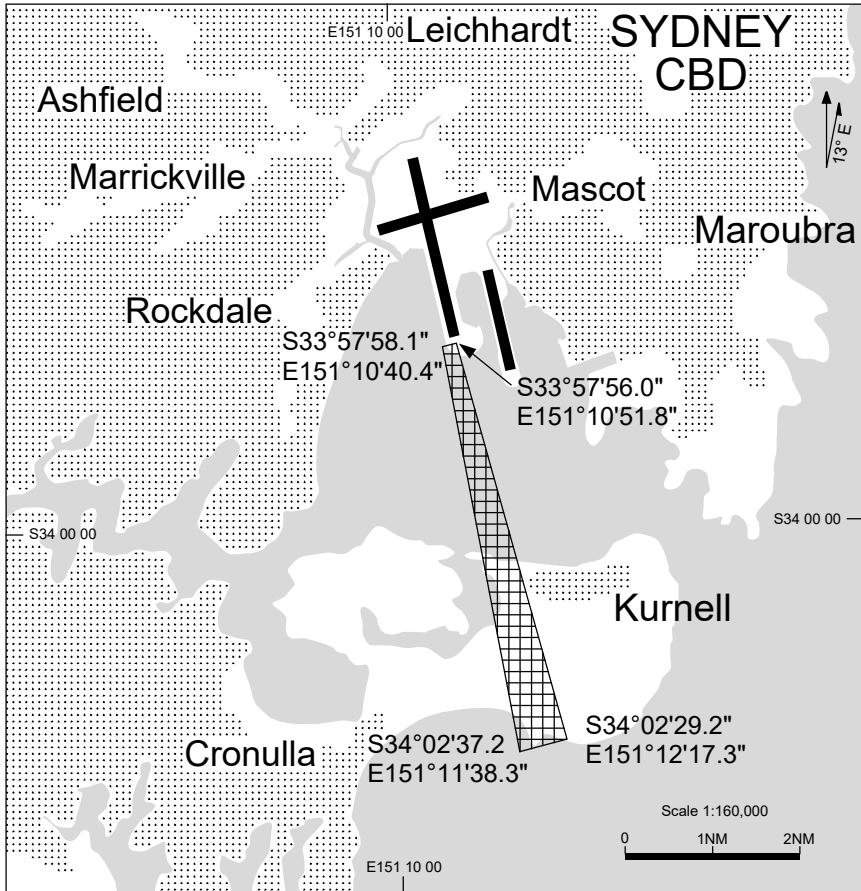 E151 10 00
Leichhardt
SYDNEY
CBD
Ashfield
13° E
Marrickville
Mascot
Maroubra
Rockdale
S33°57'58.1"
E151°10'40.4"
S33°57'56.0"
E151°10'51.8"
S34 00 00
S34 00 00
Kurnell
S34°02'29.2"
E151°12'17.3"
S34°02'37.2
E151°11'38.3"
Cronulla
Scale 1:160,000
0 1NM 2NM
E151 10 00